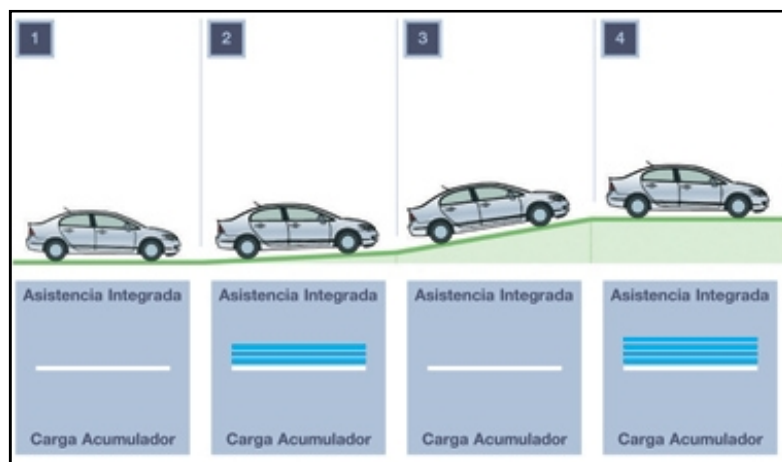 1
2
3
4
Asistencia Integrada
Asistencia Integrada
Asistencia Integrada
Asistencia Integrada
Carga Acumulador
Carga Acumulador
Carga Acumulador
Carga Acumulador